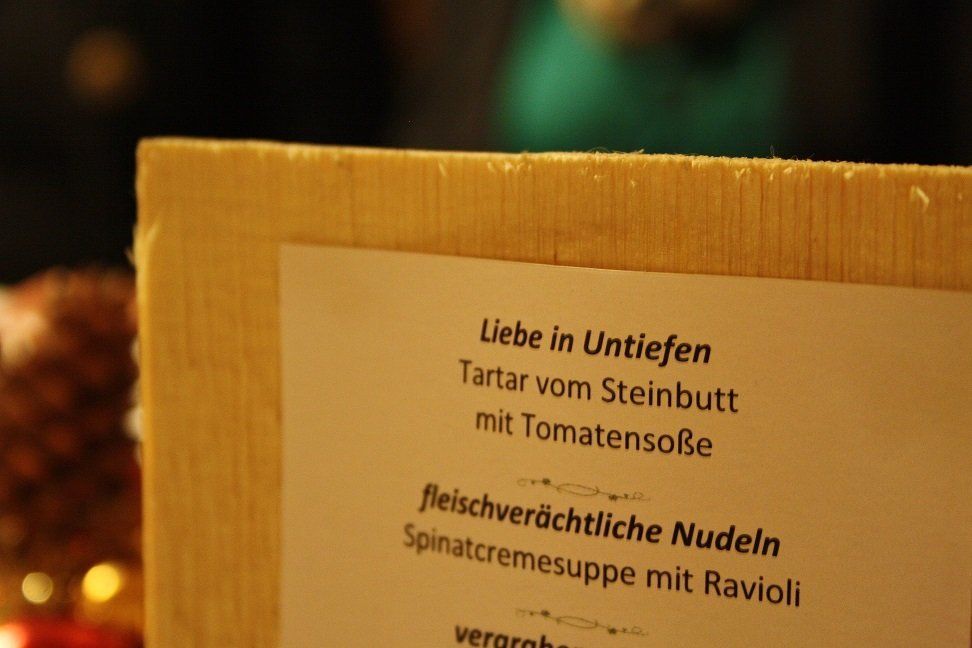 Liebe in Untiefen
Tartar vom Steinbutt
mit Tomatensoße
fleischverächtliche Nudeln
Spinatcremesuppe mit Ravioli